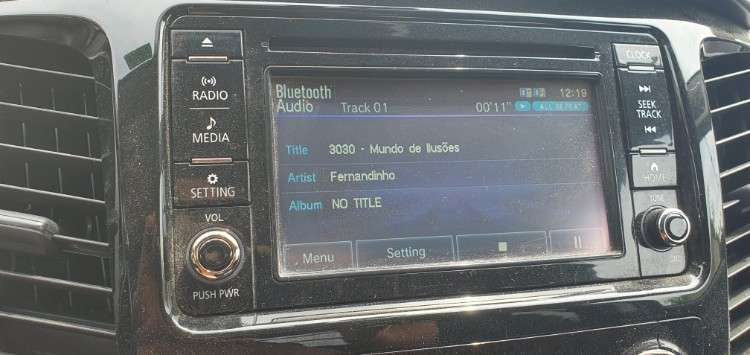 CLOCK
Bluetooth
Audio Track 01 00'11" ALL REPEAT
12:19
RADIO
MEDIA
SETTING
VOL
PUSH PWR
Title 3030 - Mundo de Ilusões
Artist Fernandinho
Album NO TITLE
Menu Setting
SEEK
TRACK
HOME
TUNE